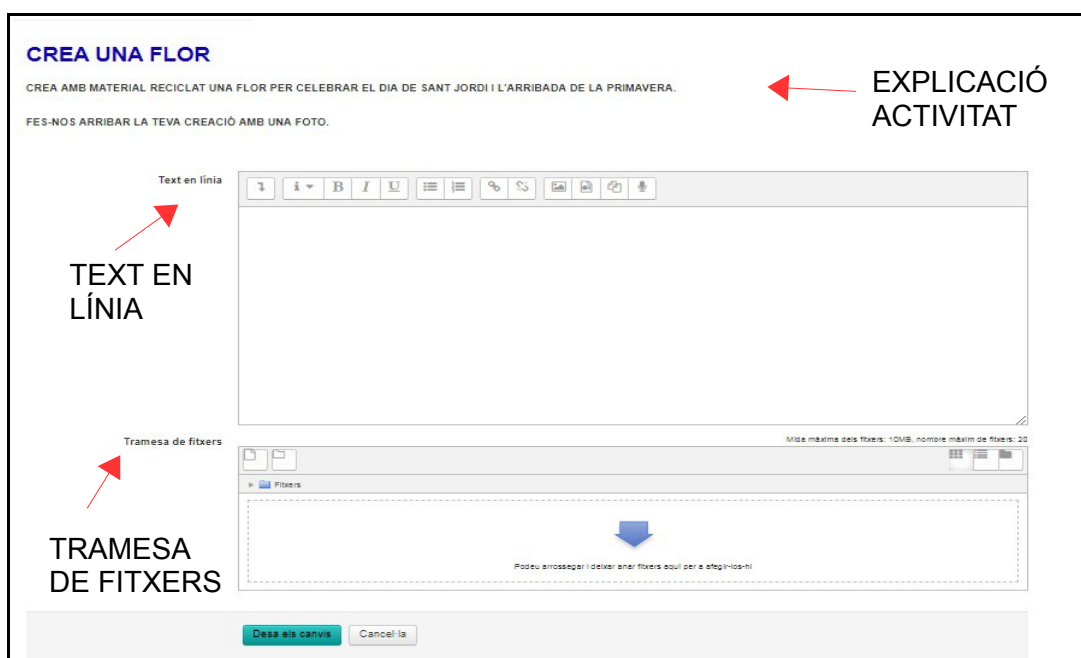 CREA UNA FLOR
CREA AMB MATERIAL RECICLAT UNA FLOR PER CELEBRAR EL DIA DE SANT JORDI I L'ARRIBADA DE LA PRIMAVERA.
EXPLICACIÓ
ACTIVITAT
FES-NOS ARRIBAR LA TEVA CREACIÓ AMB UNA FOTO.
Text en línia
i B I U
TEXT EN
LÍNIA
Tramesa de fitxers
Mida màxima dels fitxers: 10MB, nombre màxim de fitxers: 20
Fitxers
TRAMESA
DE FITXERS
Podeu arrossegar i deixar anar fitxers aquí per a afegir-los-hi
Desa els canvis Cancel·la